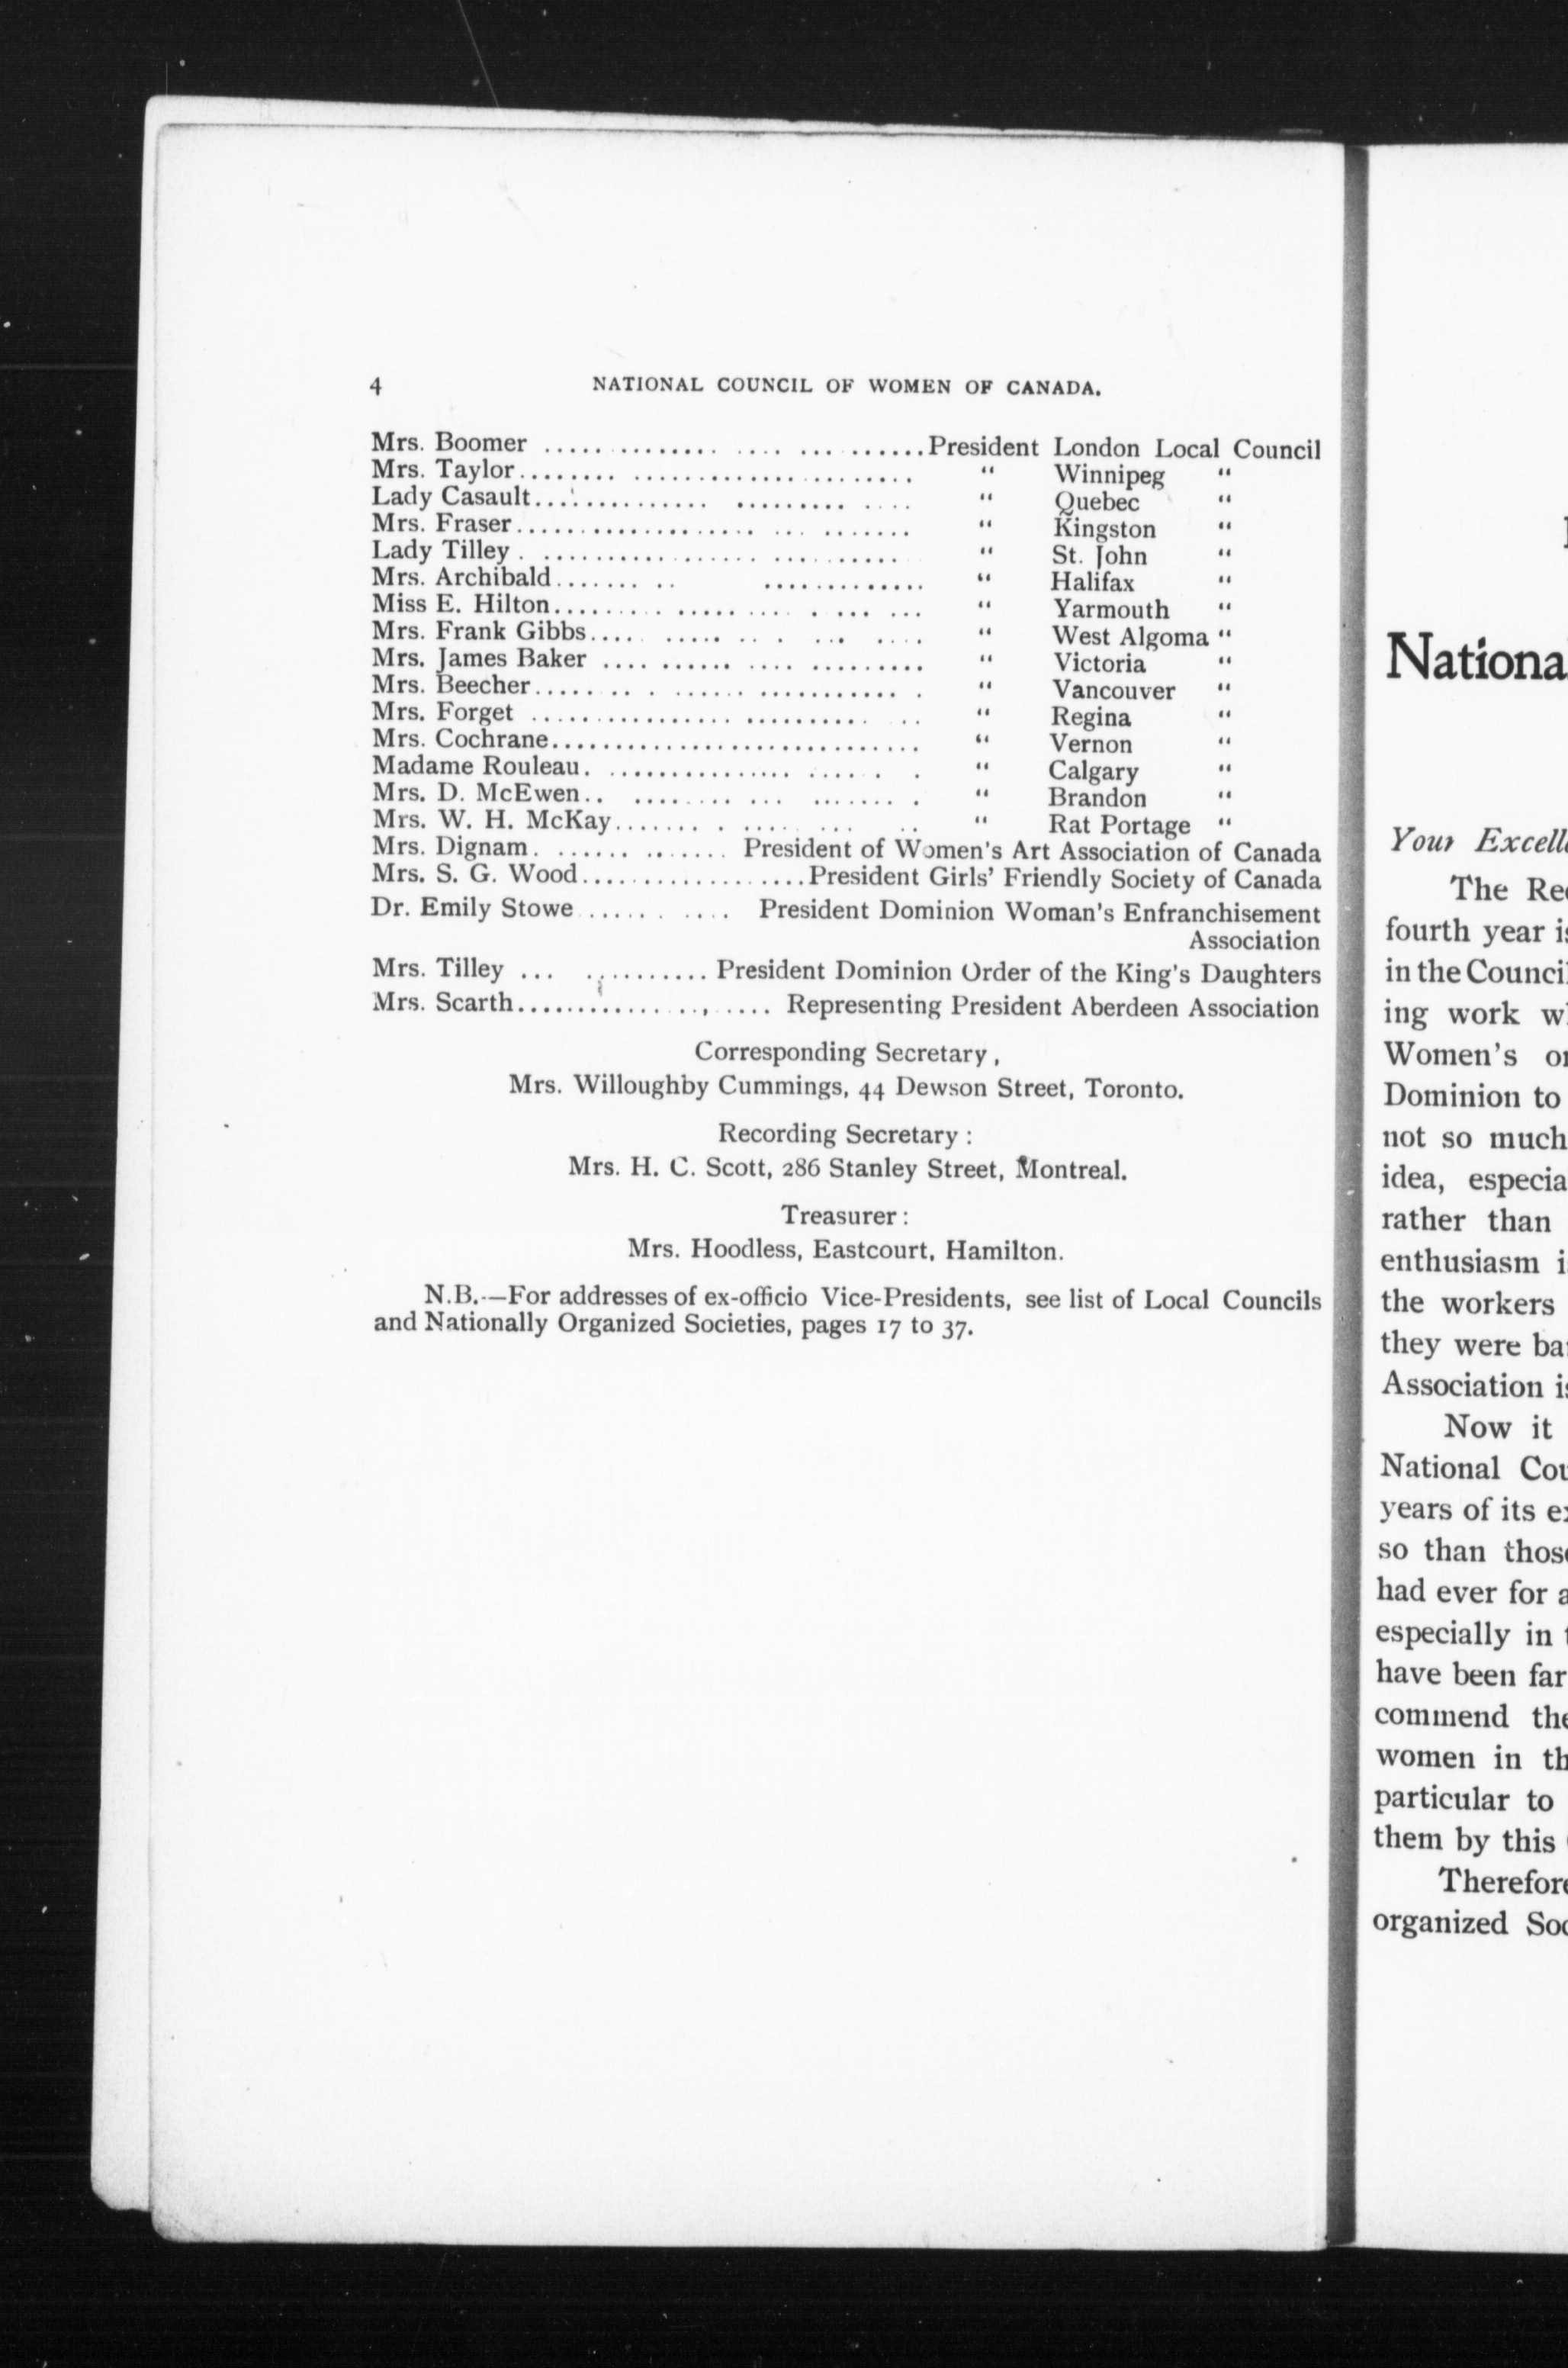 4 NATIONAL COUNCIL OF WOMEN OF CANADA.
Mrs. Boomer ..... President London Local Council
Mrs. Taylor ..... " Winnipeg "
Lady Casault ..... " Quebec "
Mrs. Fraser ..... " Kingston "
Lady Tilley ..... " St. John "
Mrs. Archibald ..... " Halifax "
Miss E. Hilton ..... " Yarmouth "
Mrs. Frank Gibbs ..... " West Algoma "
Mrs. James Baker ..... " Victoria "
Mrs. Beecher ..... " Vancouver "
Mrs. Forget ..... " Regina "
Mrs. Cochrane ..... " Vernon "
Madame Rouleau ..... " Calgary "
Mrs. D. McEwen ..... " Brandon "
Mrs. W. H. McKay ..... " Rat Portage "
Mrs. Dignam ..... President of Women's Art Association of Canada
Mrs. S. G. Wood ..... President Girls' Friendly Society of Canada
Dr. Emily Stowe ..... President Dominion Woman's Enfranchisement
Association
Mrs. Tilley ..... President Dominion Order of the King's Daughters
Mrs. Scarth ..... Representing President Aberdeen Association
Corresponding Secretary,
Mrs. Willoughby Cummings, 44 Dewson Street, Toronto.
Recording Secretary :
Mrs. H. C. Scott, 286 Stanley Street, Montreal.
Treasurer :
Mrs. Hoodless, Eastcourt, Hamilton.
N.B.—For addresses of ex-officio Vice-Presidents, see list of Local Councils
and Nationally Organized Societies, pages 17 to 37.
Nationa
Your Excell
The Re
fourth year
in the Council
ing work w
Women's o
Dominion to
not so much
idea, especia
rather than
enthusiasm i
the workers
they were ba
Association i
Now it
National Cou
years of its e
so than thos
had ever for a
especially in
have been far
commend the
women in th
particular to
them by this
Therefore
organized Soc